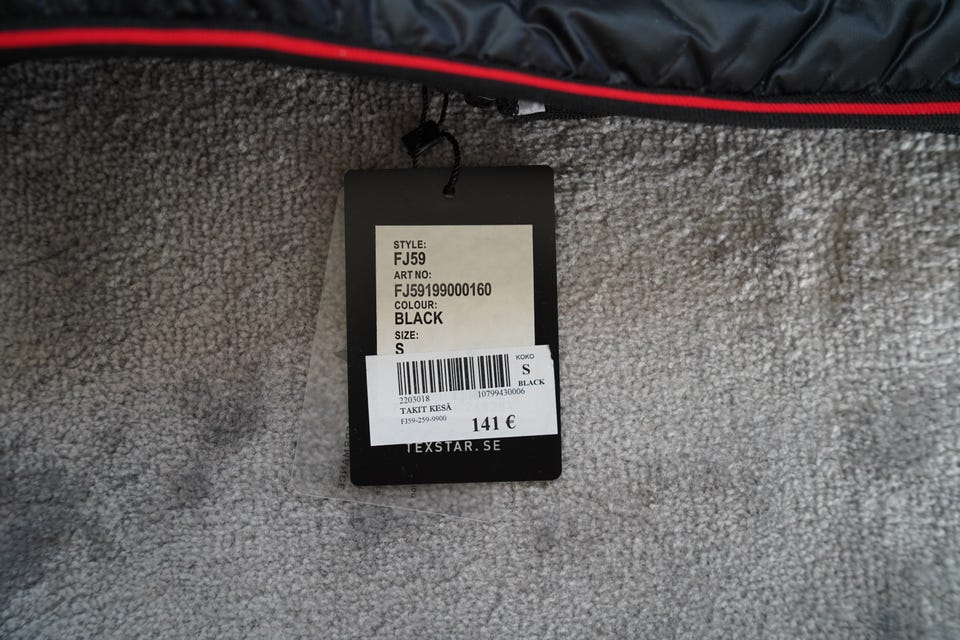 STYLE:
FJ59
ART NO:
FJ59199000160
COLOUR:
BLACK
SIZE:
S
KOKO
S
BLACK
2203018 10799430006
TAKIT KESÄ
FJ59-259-9900
141 €
TEXSTAR.SE